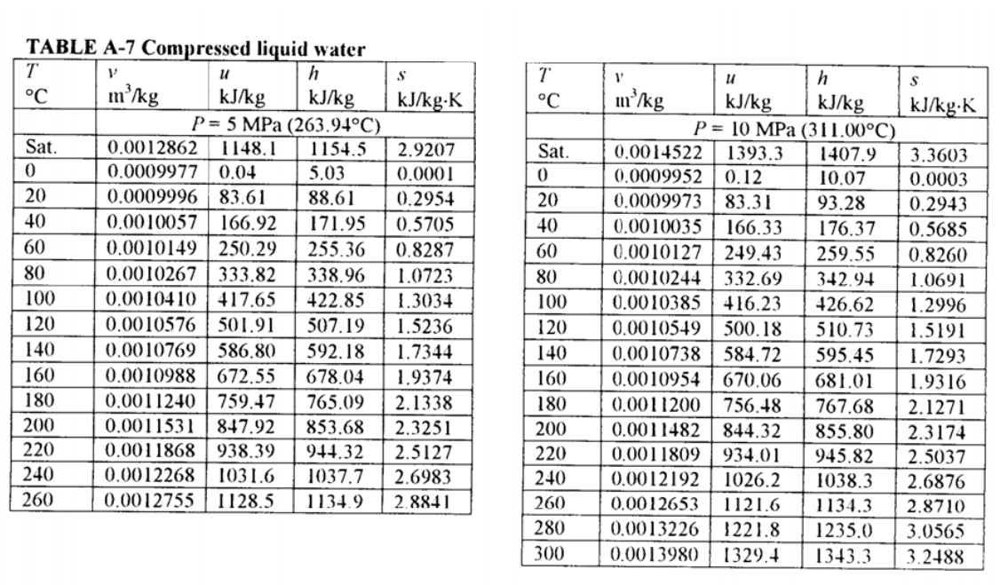 TABLE A-7 Compressed liquid water
T v u h s
°C m³/kg kJ/kg kJ/kg kJ/kg·K
P = 5 MPa (263.94°C)
Sat. 0.0012862 1148.1 1154.5 2.9207
0 0.0009977 0.04 5.03 0.0001
20 0.0009996 83.61 88.61 0.2954
40 0.0010057 166.92 171.95 0.5705
60 0.0010149 250.29 255.36 0.8287
80 0.0010267 333.82 338.96 1.0723
100 0.0010410 417.65 422.85 1.3034
120 0.0010576 501.91 507.19 1.5236
140 0.0010769 586.80 592.18 1.7344
160 0.0010988 672.55 678.04 1.9374
180 0.0011240 759.47 765.09 2.1338
200 0.0011531 847.92 853.68 2.3251
220 0.0011868 938.39 944.32 2.5127
240 0.0012268 1031.6 1037.7 2.6983
260 0.0012755 1128.5 1134.9 2.8841
T v u h s
°C m³/kg kJ/kg kJ/kg kJ/kg·K
P = 10 MPa (311.00°C)
Sat. 0.0014522 1393.3 1407.9 3.3603
0 0.0009952 0.12 10.07 0.0003
20 0.0009973 83.31 93.28 0.2943
40 0.0010035 166.33 176.37 0.5685
60 0.0010127 249.43 259.55 0.8260
80 0.0010244 332.69 342.94 1.0691
100 0.0010385 416.23 426.62 1.2996
120 0.0010549 500.18 510.73 1.5191
140 0.0010738 584.72 595.45 1.7293
160 0.0010954 670.06 681.01 1.9316
180 0.0011200 756.48 767.68 2.1271
200 0.0011482 844.32 855.80 2.3174
220 0.0011809 934.01 945.82 2.5037
240 0.0012192 1026.2 1038.3 2.6876
260 0.0012653 1121.6 1134.3 2.8710
280 0.0013226 1221.8 1235.0 3.0565
300 0.0013980 1329.4 1343.3 3.2488